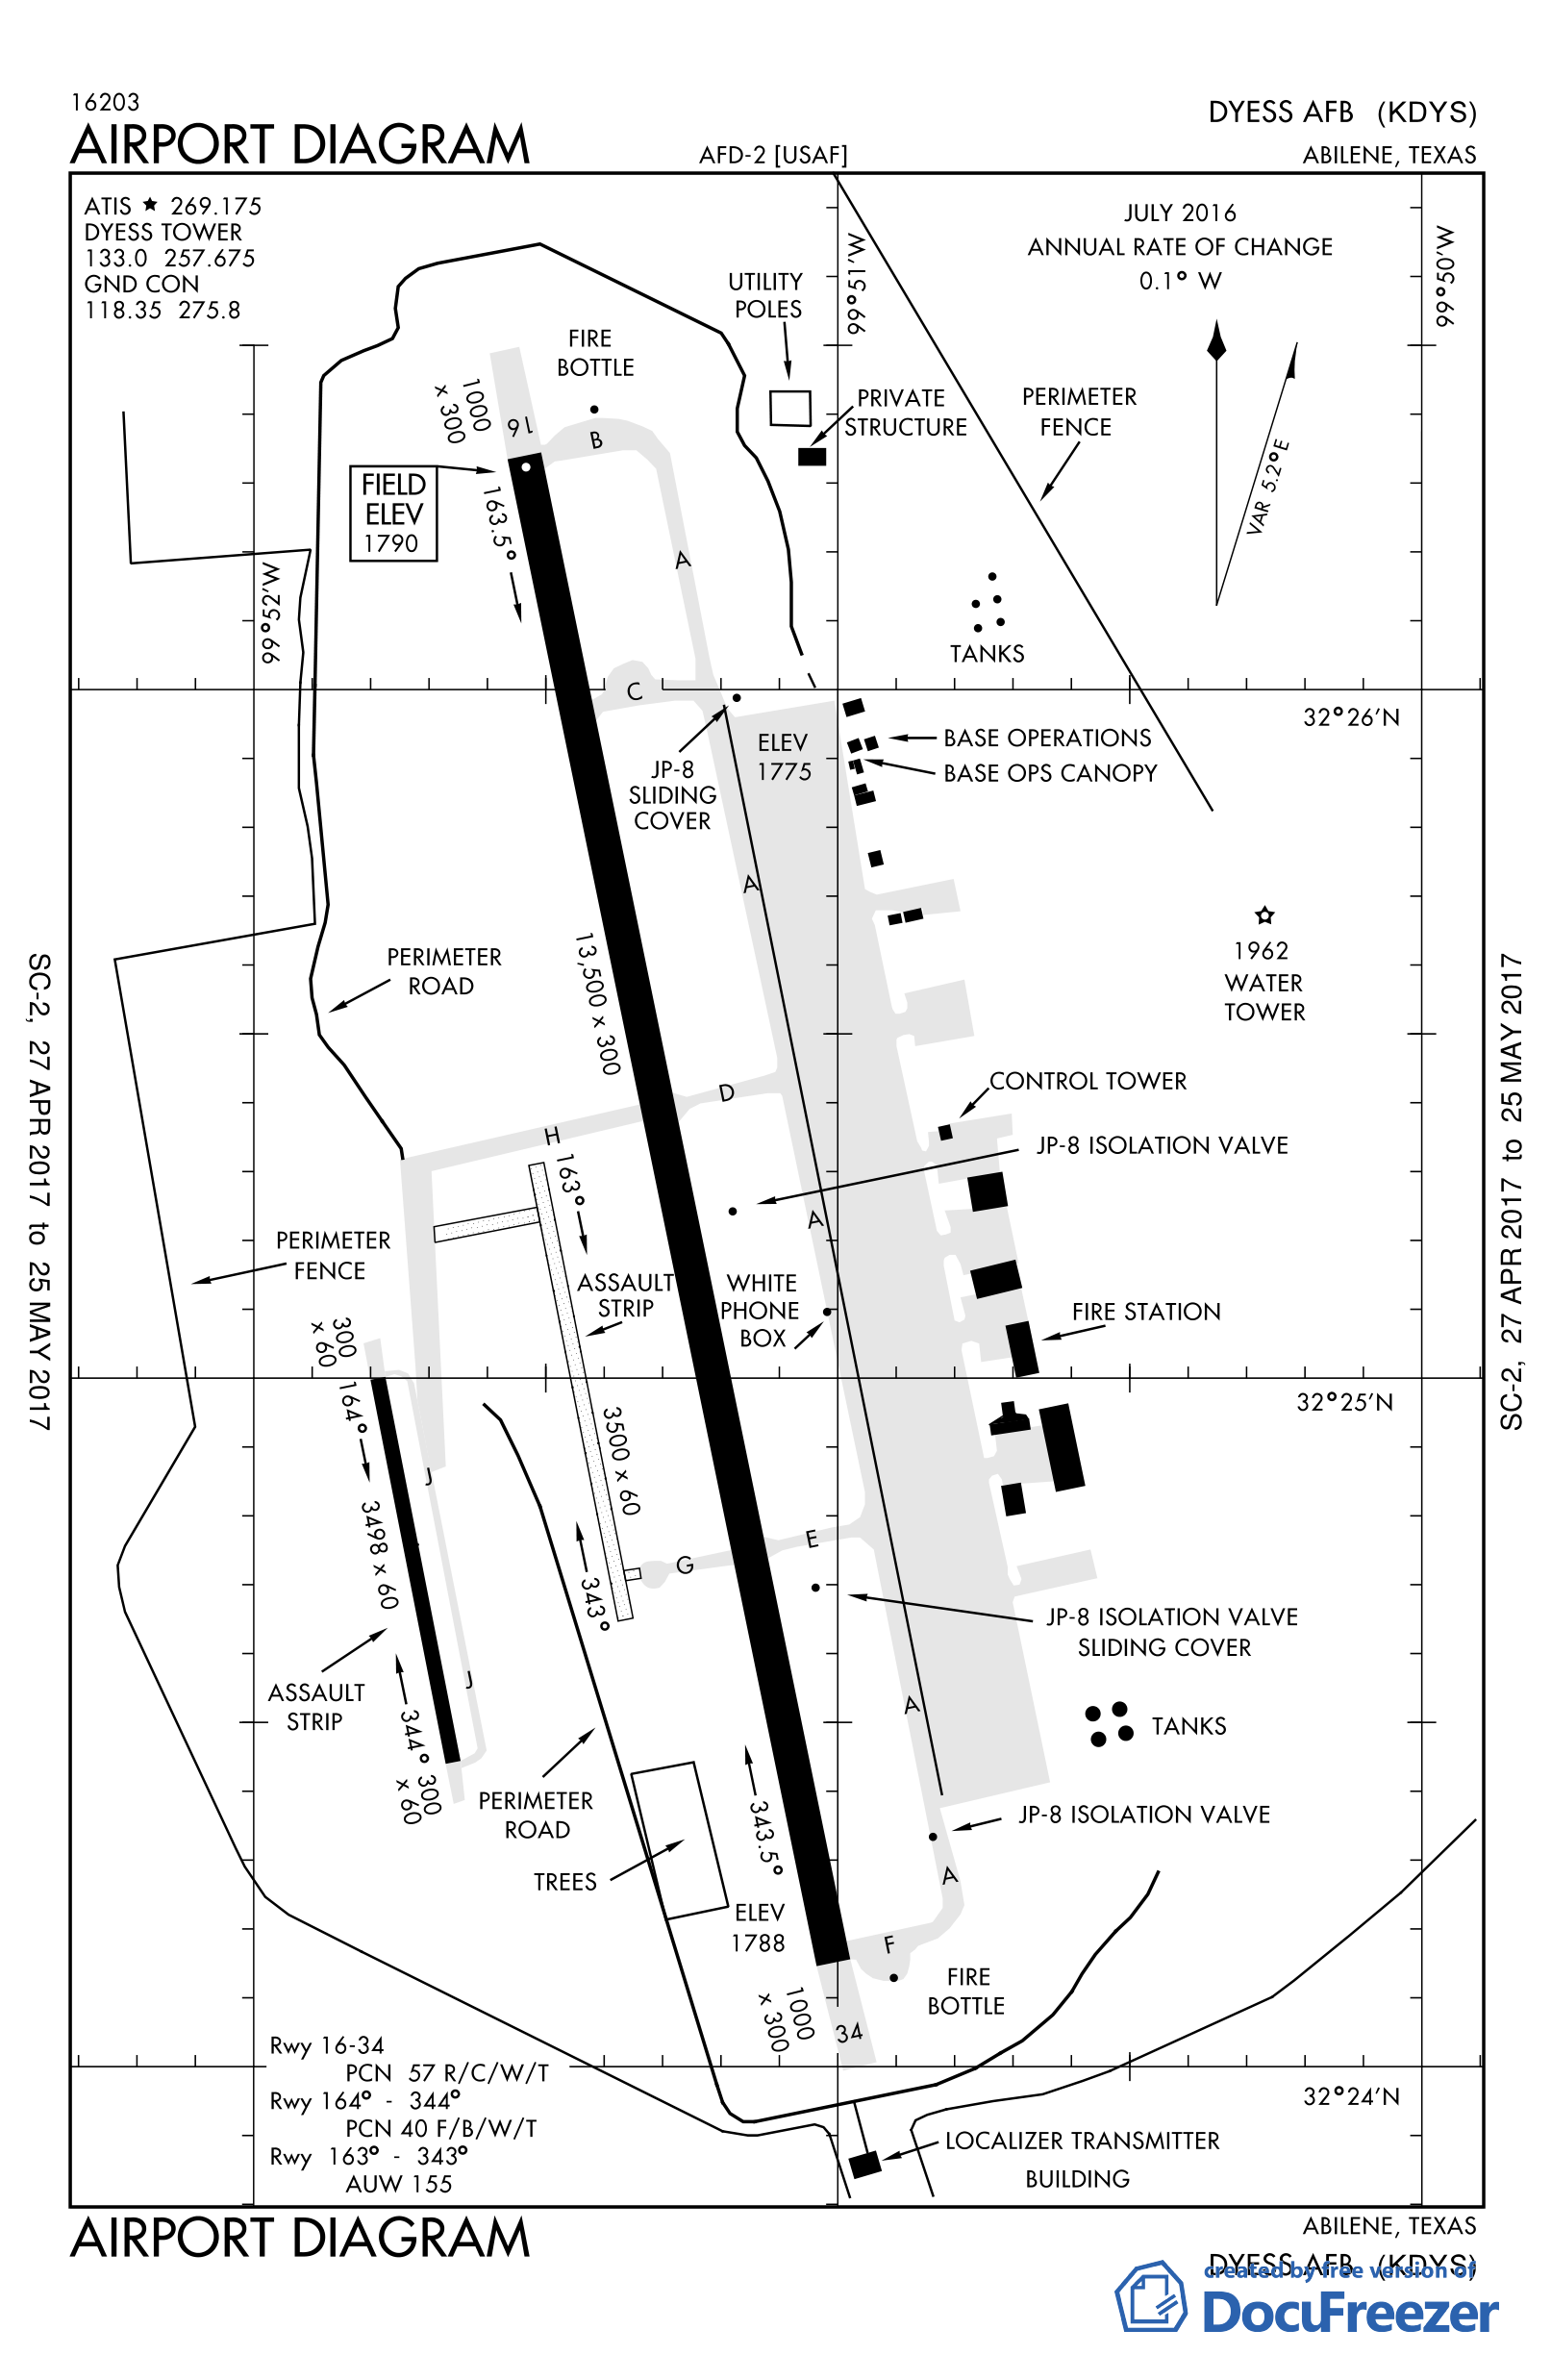 16203
AIRPORT DIAGRAM
AFD-2 [USAF]
DYESS AFB (KDYS)
ABILENE, TEXAS
ATIS ★ 269.175
DYESS TOWER
133.0 257.675
GND CON
118.35 275.8
JULY 2016
ANNUAL RATE OF CHANGE
0.1° W
VAR 5.2°E
99°51'W
99°50'W
UTILITY
POLES
FIRE
BOTTLE
PRIVATE
STRUCTURE
PERIMETER
FENCE
1000
x 300
16
B
FIELD
ELEV
1790
163.5°
A
99°52'W
TANKS
C
32°26'N
ELEV
1775
BASE OPERATIONS
BASE OPS CANOPY
JP-8
SLIDING
COVER
A
1962
WATER
TOWER
PERIMETER
ROAD
13,500 x 300
SC-2, 27 APR 2017 to 25 MAY 2017
SC-2, 27 APR 2017 to 25 MAY 2017
D
CONTROL TOWER
H
163°
JP-8 ISOLATION VALVE
A
PERIMETER
FENCE
ASSAULT
STRIP
WHITE
PHONE
BOX
FIRE STATION
300
x 60
164°
32°25'N
3500 x 60
J
3498 x 60
E
G
343°
JP-8 ISOLATION VALVE
SLIDING COVER
J
ASSAULT
STRIP
A
TANKS
344°
300
x 60
PERIMETER
ROAD
343.5°
JP-8 ISOLATION VALVE
TREES
A
ELEV
1788
F
FIRE
BOTTLE
1000
x 300
34
Rwy 16-34
PCN 57 R/C/W/T
Rwy 164° - 344°
PCN 40 F/B/W/T
Rwy 163° - 343°
AUW 155
32°24'N
LOCALIZER TRANSMITTER
BUILDING
AIRPORT DIAGRAM
ABILENE, TEXAS
DYESS AFB (KDYS)
created by free version of
DocuFreezer